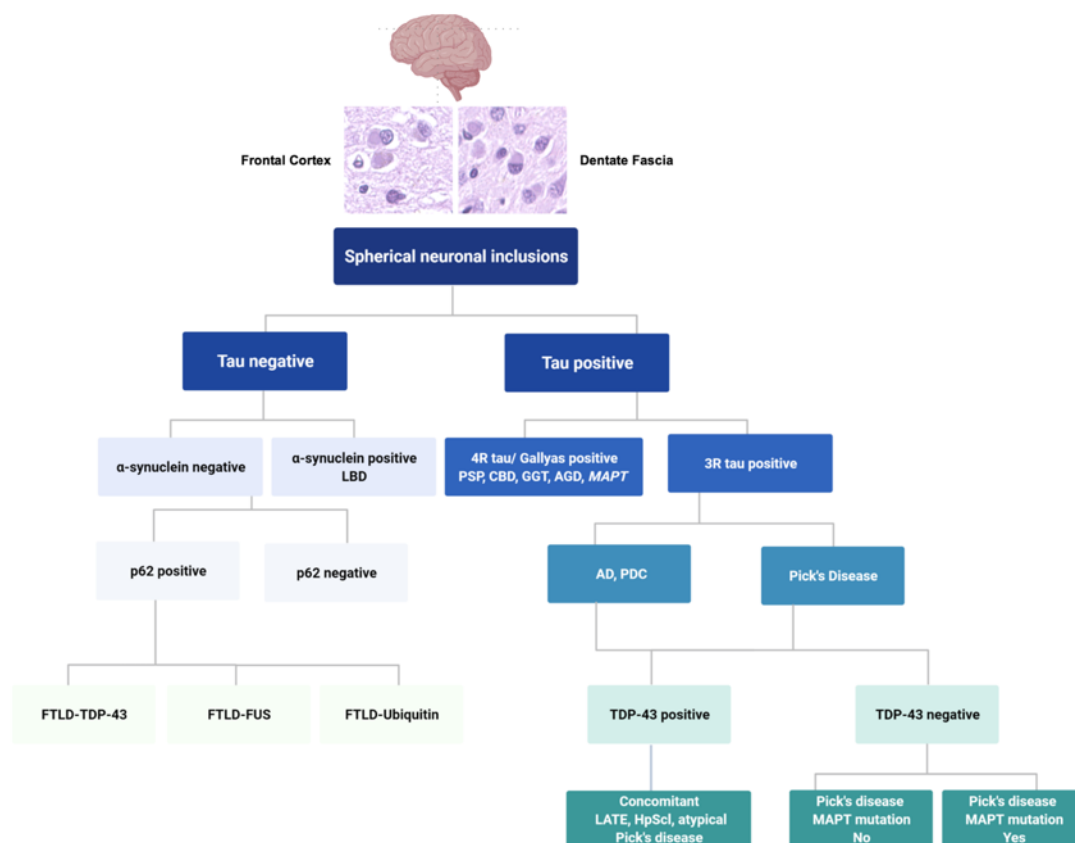 Frontal Cortex
Dentate Fascia
Spherical neuronal inclusions
Tau negative
Tau positive
α-synuclein negative
α-synuclein positive
LBD
4R tau/ Gallyas positive
PSP, CBD, GGT, AGD, MAPT
3R tau positive
p62 positive
p62 negative
AD, PDC
Pick's Disease
FTLD-TDP-43
FTLD-FUS
FTLD-Ubiquitin
TDP-43 positive
TDP-43 negative
Concomitant
LATE, HpScl, atypical
Pick's disease
Pick's disease
MAPT mutation
No
Pick's disease
MAPT mutation
Yes